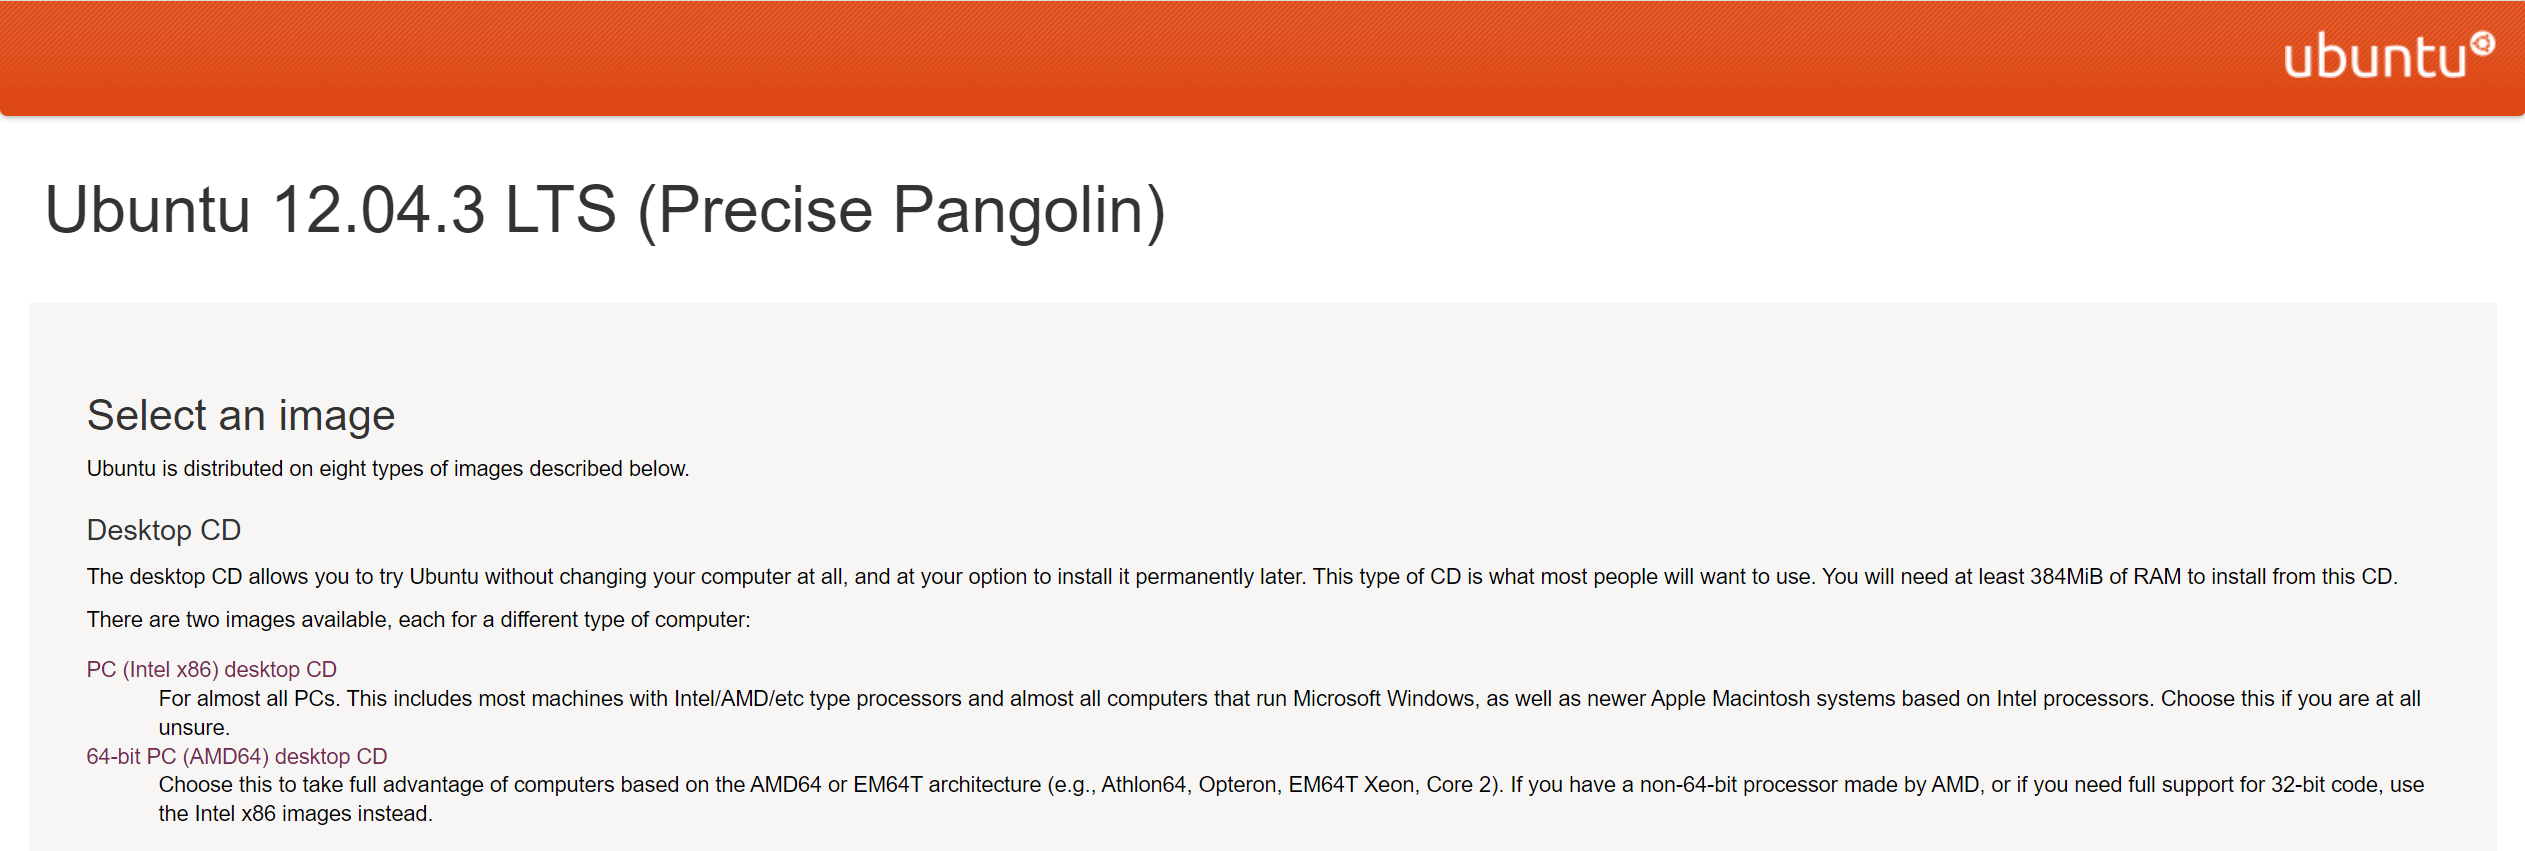 ubuntu
Ubuntu 12.04.3 LTS (Precise Pangolin)
Select an image
Ubuntu is distributed on eight types of images described below.
Desktop CD
The desktop CD allows you to try Ubuntu without changing your computer at all, and at your option to install it permanently later. This type of CD is what most people will want to use. You will need at least 384MiB of RAM to install from this CD.
There are two images available, each for a different type of computer:
PC (Intel x86) desktop CD
For almost all PCs. This includes most machines with Intel/AMD/etc type processors and almost all computers that run Microsoft Windows, as well as newer Apple Macintosh systems based on Intel processors. Choose this if you are at all
unsure.
64-bit PC (AMD64) desktop CD
Choose this to take full advantage of computers based on the AMD64 or EM64T architecture (e.g., Athlon64, Opteron, EM64T Xeon, Core 2). If you have a non-64-bit processor made by AMD, or if you need full support for 32-bit code, use
the Intel x86 images instead.